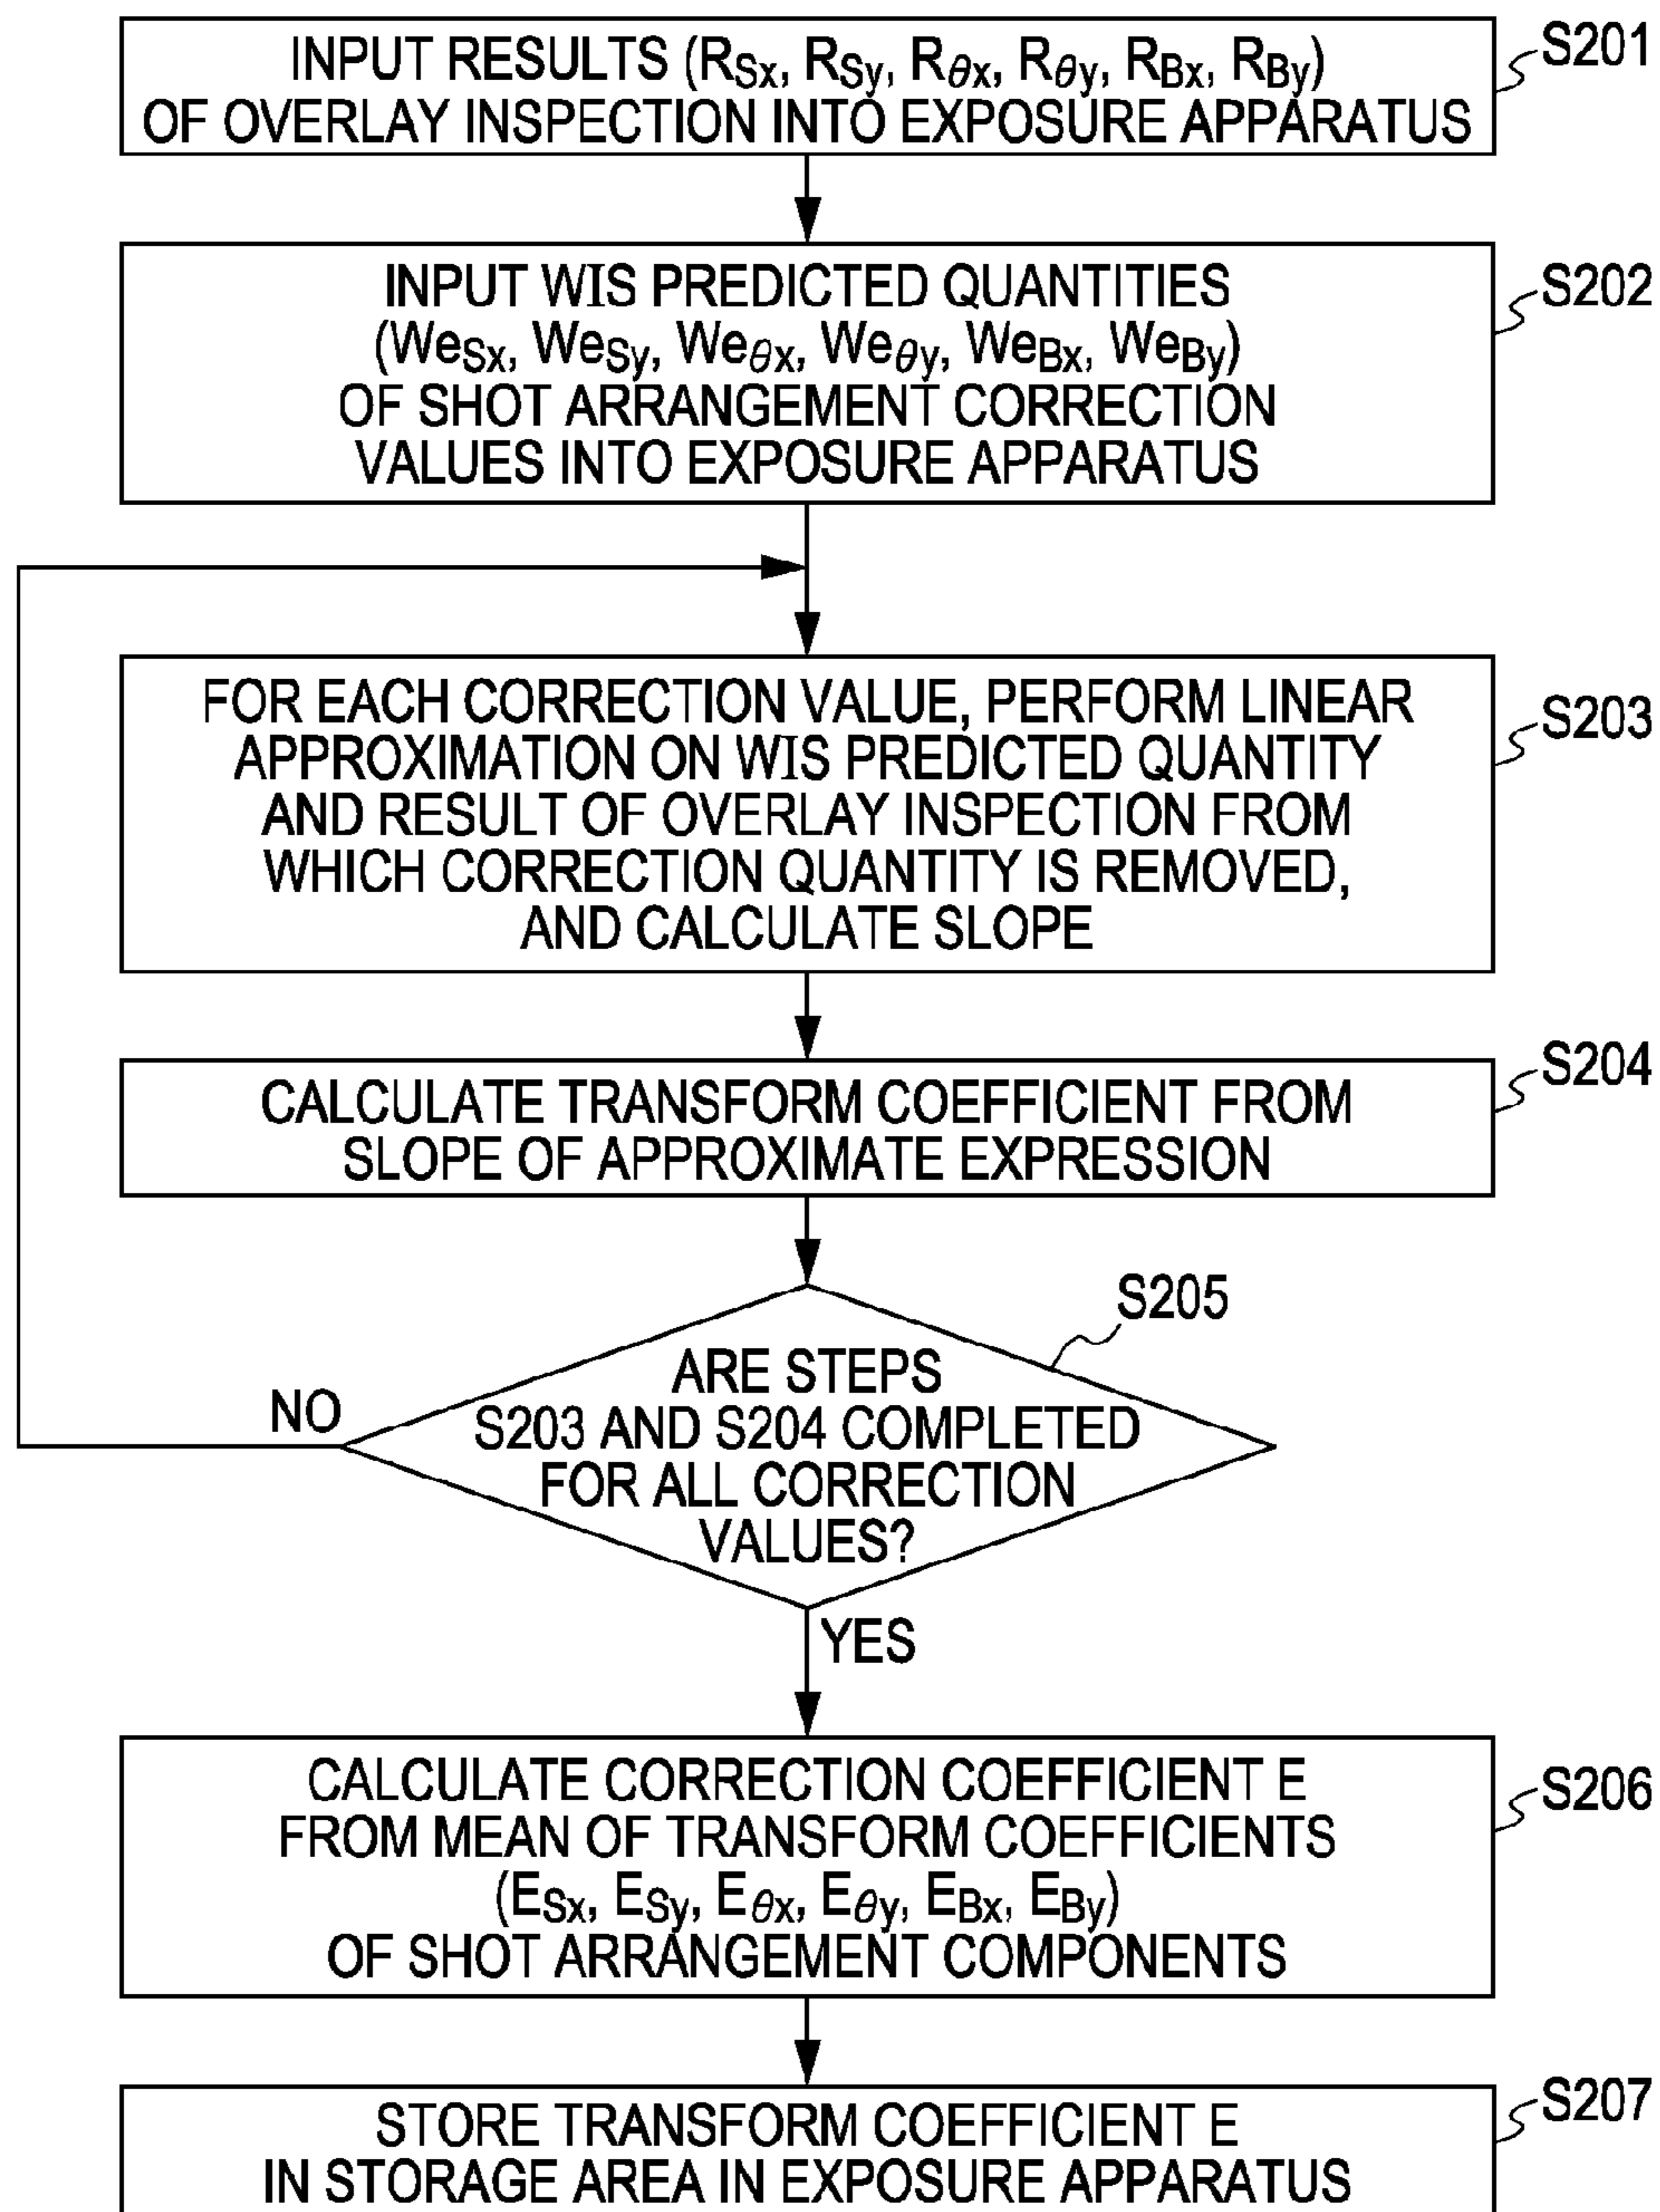 INPUT RESULTS (RSx, RSy, Rθx, Rθy, RBx, RBy)
OF OVERLAY INSPECTION INTO EXPOSURE APPARATUS
S201
INPUT WIS PREDICTED QUANTITIES
(WeSx, WeSy, Weθx, Weθy, WeBx, WeBy)
OF SHOT ARRANGEMENT CORRECTION
VALUES INTO EXPOSURE APPARATUS
S202
FOR EACH CORRECTION VALUE, PERFORM LINEAR
APPROXIMATION ON WIS PREDICTED QUANTITY
AND RESULT OF OVERLAY INSPECTION FROM
WHICH CORRECTION QUANTITY IS REMOVED,
AND CALCULATE SLOPE
S203
CALCULATE TRANSFORM COEFFICIENT FROM
SLOPE OF APPROXIMATE EXPRESSION
S204
S205
ARE STEPS
S203 AND S204 COMPLETED
FOR ALL CORRECTION
VALUES?
NO
YES
CALCULATE CORRECTION COEFFICIENT E
FROM MEAN OF TRANSFORM COEFFICIENTS
(ESx, ESy, Eθx, Eθy, EBx, EBy)
OF SHOT ARRANGEMENT COMPONENTS
S206
STORE TRANSFORM COEFFICIENT E
IN STORAGE AREA IN EXPOSURE APPARATUS
S207